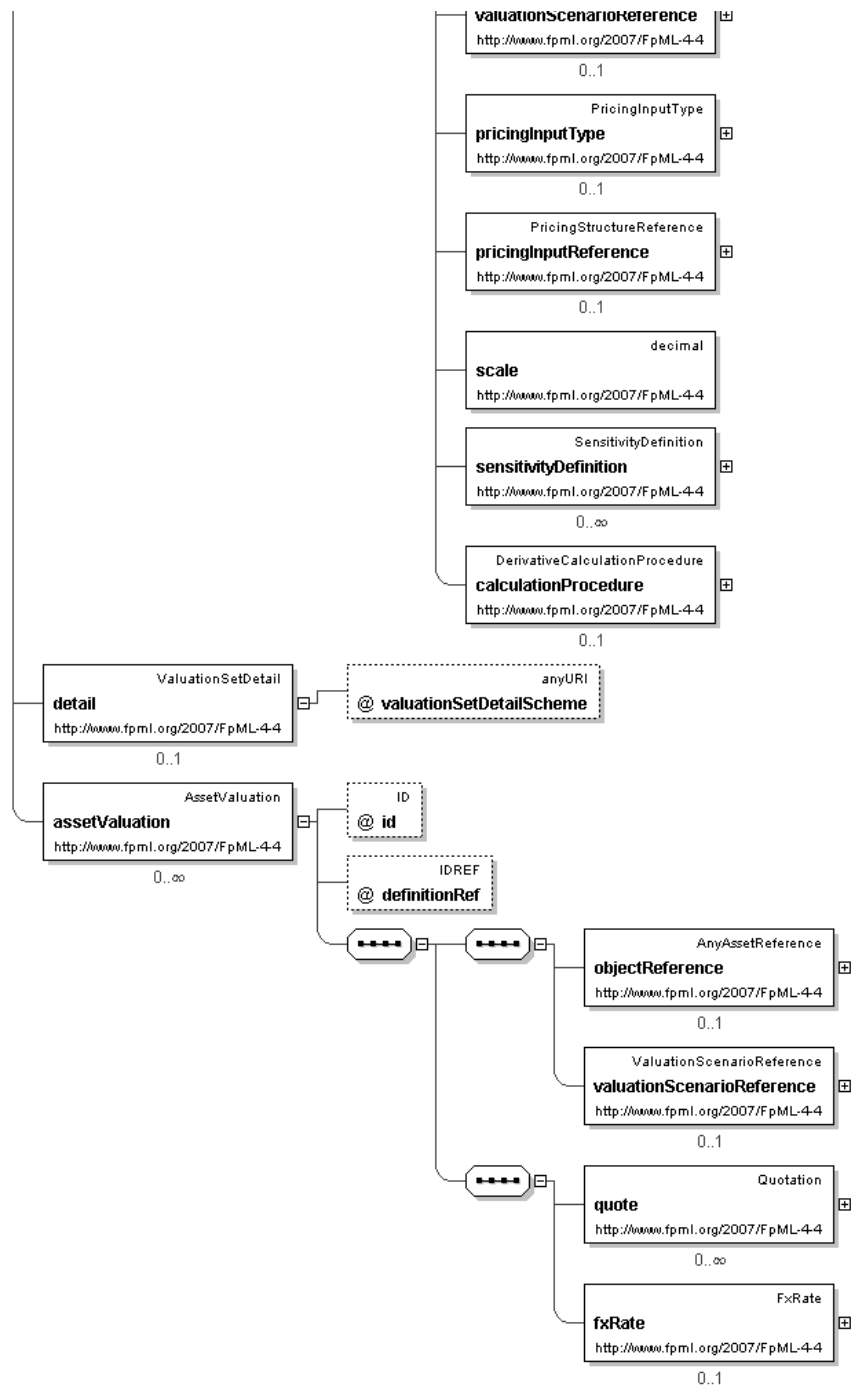 valuationScenarioReference
http://www.fpml.org/2007/FpML-4-4
0..1
PricingInputType
pricingInputType
http://www.fpml.org/2007/FpML-4-4
0..1
PricingStructureReference
pricingInputReference
http://www.fpml.org/2007/FpML-4-4
0..1
decimal
scale
http://www.fpml.org/2007/FpML-4-4
SensitivityDefinition
sensitivityDefinition
http://www.fpml.org/2007/FpML-4-4
0..∞
DerivativeCalculationProcedure
calculationProcedure
http://www.fpml.org/2007/FpML-4-4
0..1
ValuationSetDetail
detail
http://www.fpml.org/2007/FpML-4-4
0..1
anyURI
@ valuationSetDetailScheme
AssetValuation
assetValuation
http://www.fpml.org/2007/FpML-4-4
0..∞
ID
@ id
IDREF
@ definitionRef
AnyAssetReference
objectReference
http://www.fpml.org/2007/FpML-4-4
0..1
ValuationScenarioReference
valuationScenarioReference
http://www.fpml.org/2007/FpML-4-4
0..1
Quotation
quote
http://www.fpml.org/2007/FpML-4-4
0..∞
FxRate
fxRate
http://www.fpml.org/2007/FpML-4-4
0..1